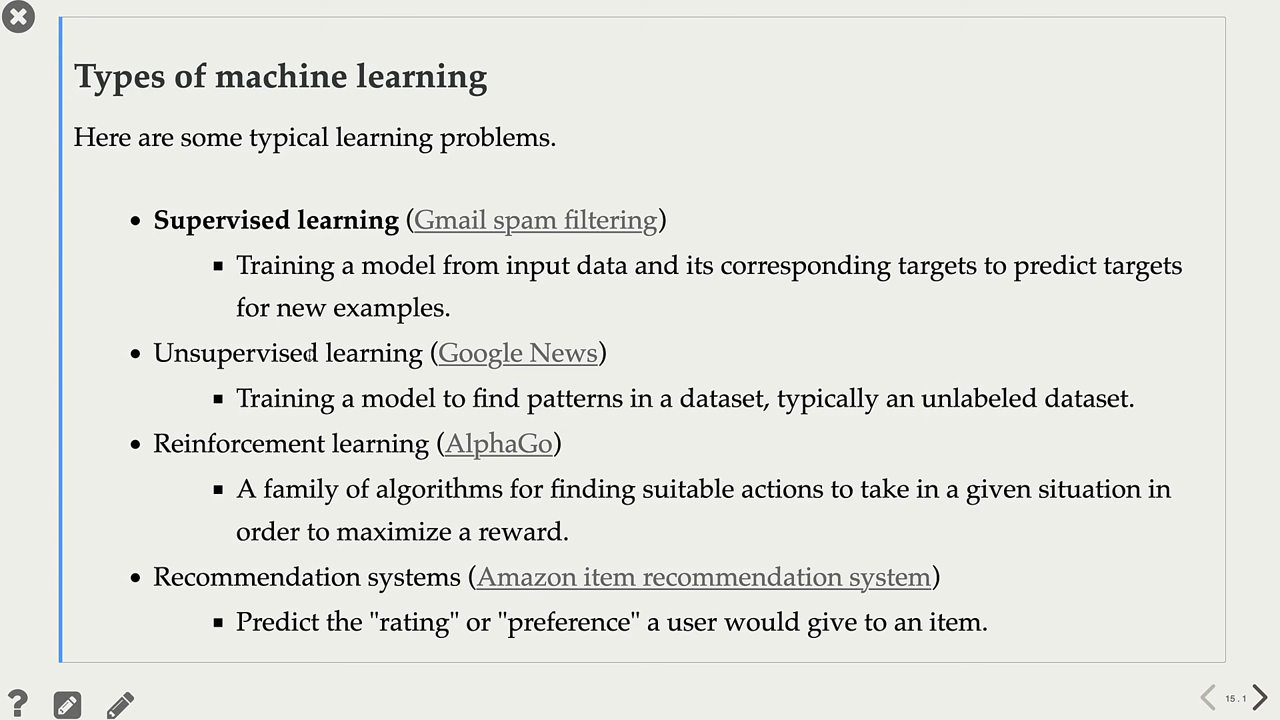 Types of machine learning
Here are some typical learning problems.
• Supervised learning (Gmail spam filtering)
▪ Training a model from input data and its corresponding targets to predict targets
for new examples.
• Unsupervised learning (Google News)
▪ Training a model to find patterns in a dataset, typically an unlabeled dataset.
• Reinforcement learning (AlphaGo)
▪ A family of algorithms for finding suitable actions to take in a given situation in
order to maximize a reward.
• Recommendation systems (Amazon item recommendation system)
▪ Predict the "rating" or "preference" a user would give to an item.
?
15 . 1